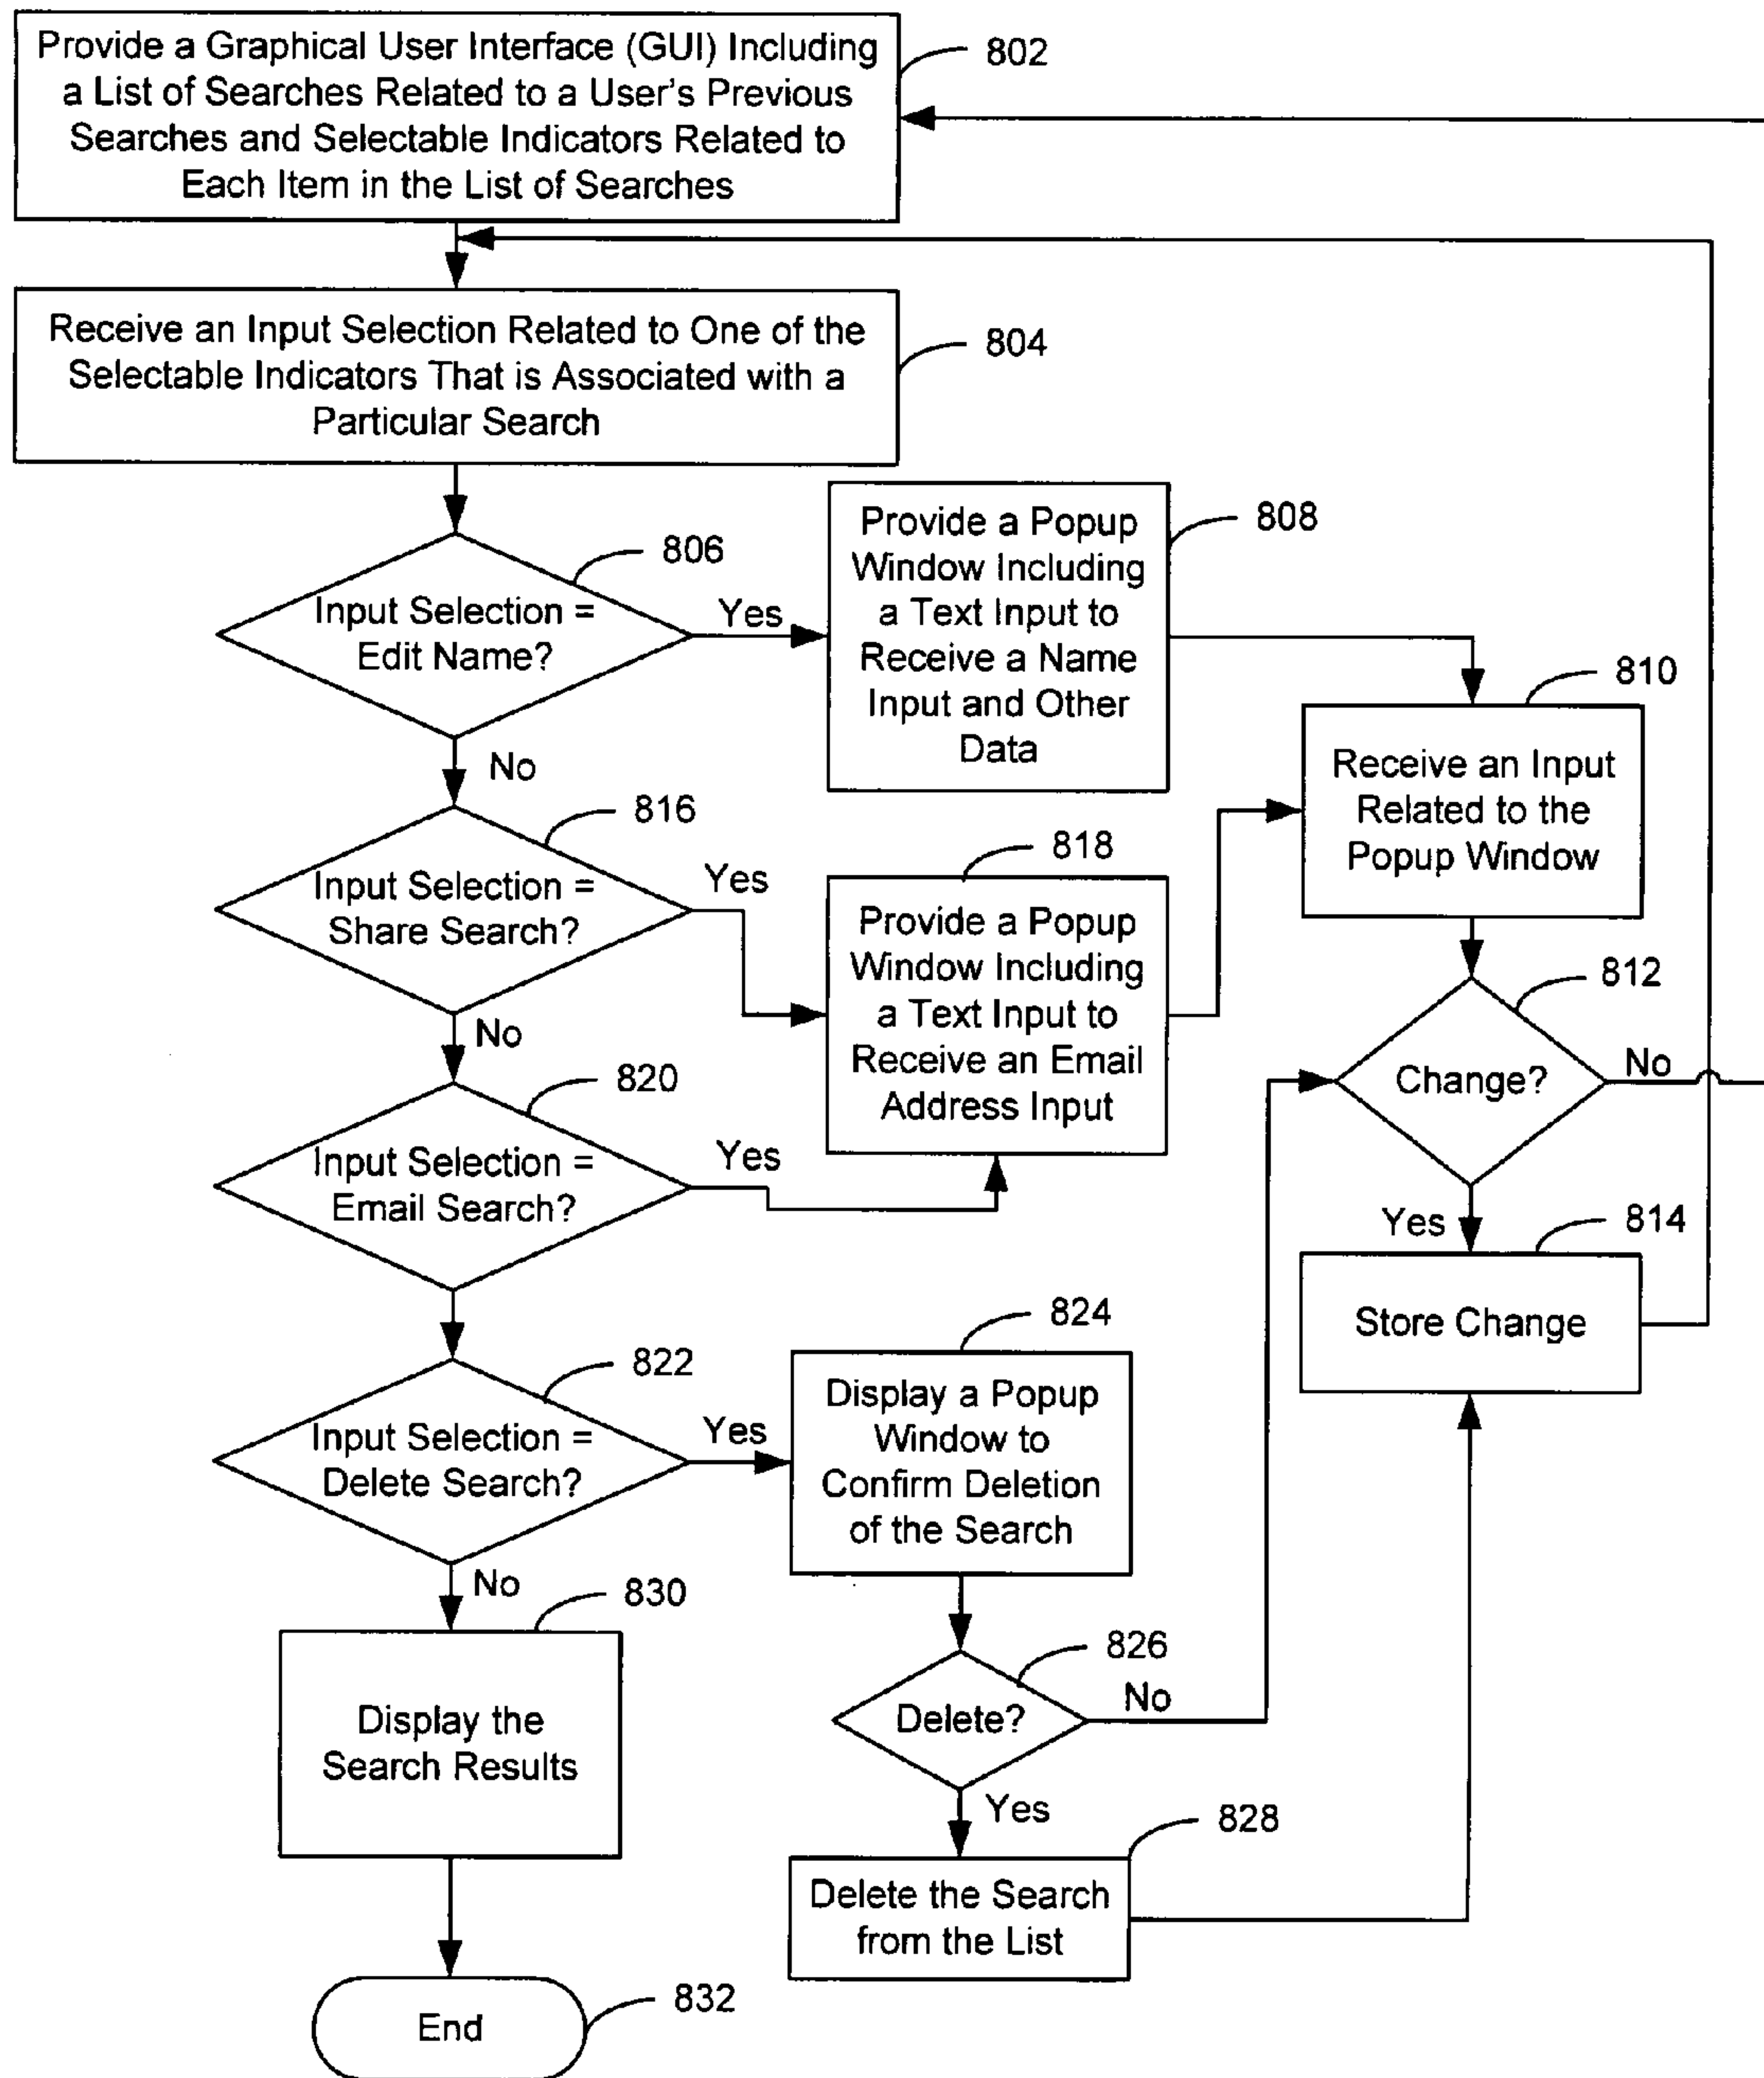 Provide a Graphical User Interface (GUI) Including
a List of Searches Related to a User's Previous
Searches and Selectable Indicators Related to
Each Item in the List of Searches
802
Receive an Input Selection Related to One of the
Selectable Indicators That is Associated with a
Particular Search
804
Input Selection =
Edit Name?
806
Yes
No
Provide a Popup
Window Including
a Text Input to
Receive a Name
Input and Other
Data
808
Receive an Input
Related to the
Popup Window
810
Input Selection =
Share Search?
816
Yes
No
Provide a Popup
Window Including
a Text Input to
Receive an Email
Address Input
818
Change?
812
No
Yes
Input Selection =
Email Search?
820
Yes
Store Change
814
Input Selection =
Delete Search?
822
Yes
No
Display a Popup
Window to
Confirm Deletion
of the Search
824
Display the
Search Results
830
Delete?
826
No
Yes
Delete the Search
from the List
828
End
832